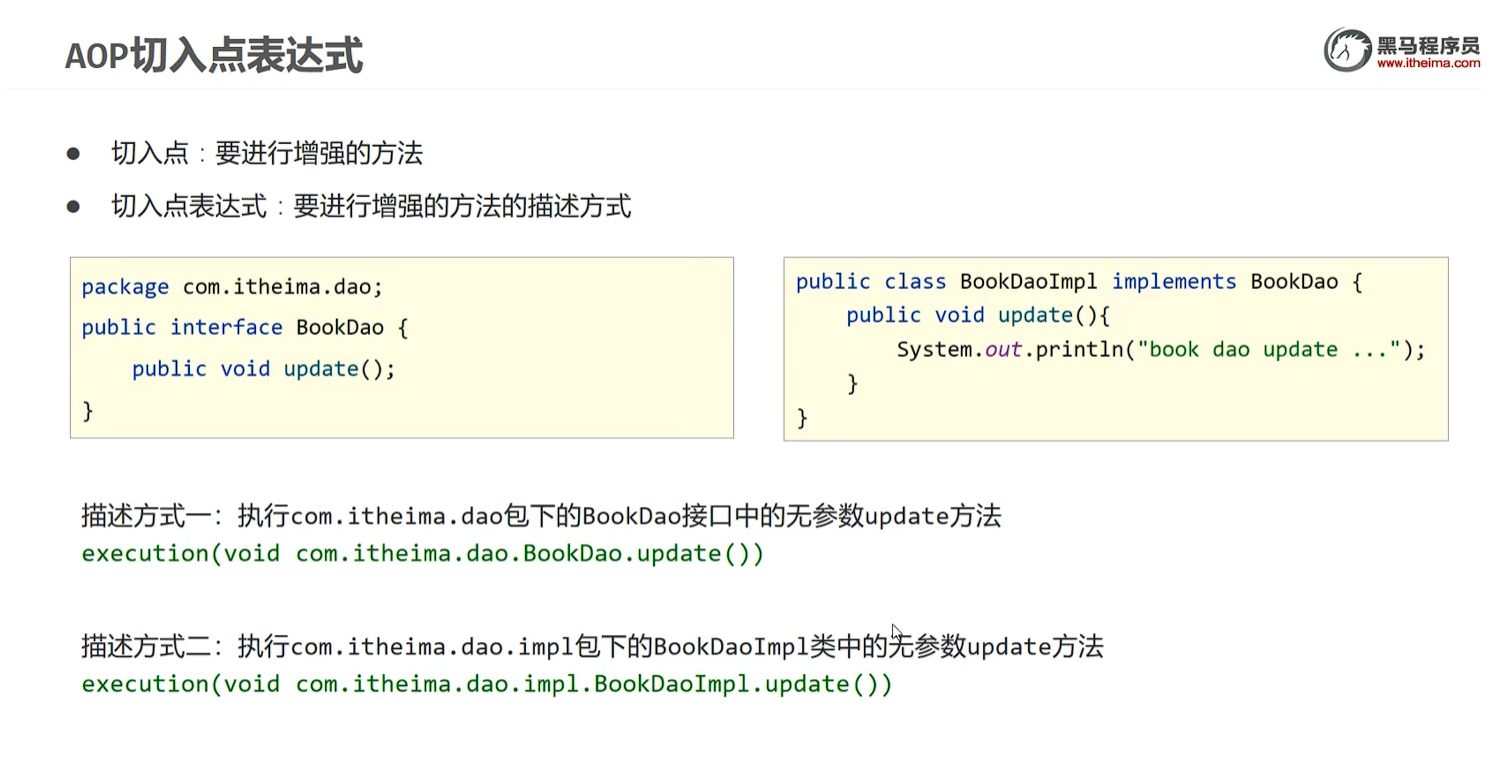 AOP切入点表达式
黑马程序员
www.itheima.com
● 切入点：要进行增强的方法
● 切入点表达式：要进行增强的方法的描述方式
package com.itheima.dao;
public interface BookDao {
    public void update();
}
public class BookDaoImpl implements BookDao {
    public void update(){
        System.out.println("book dao update ...");
    }
}
描述方式一：执行com.itheima.dao包下的BookDao接口中的无参数update方法
execution(void com.itheima.dao.BookDao.update())
描述方式二：执行com.itheima.dao.impl包下的BookDaoImpl类中的无参数update方法
execution(void com.itheima.dao.impl.BookDaoImpl.update())